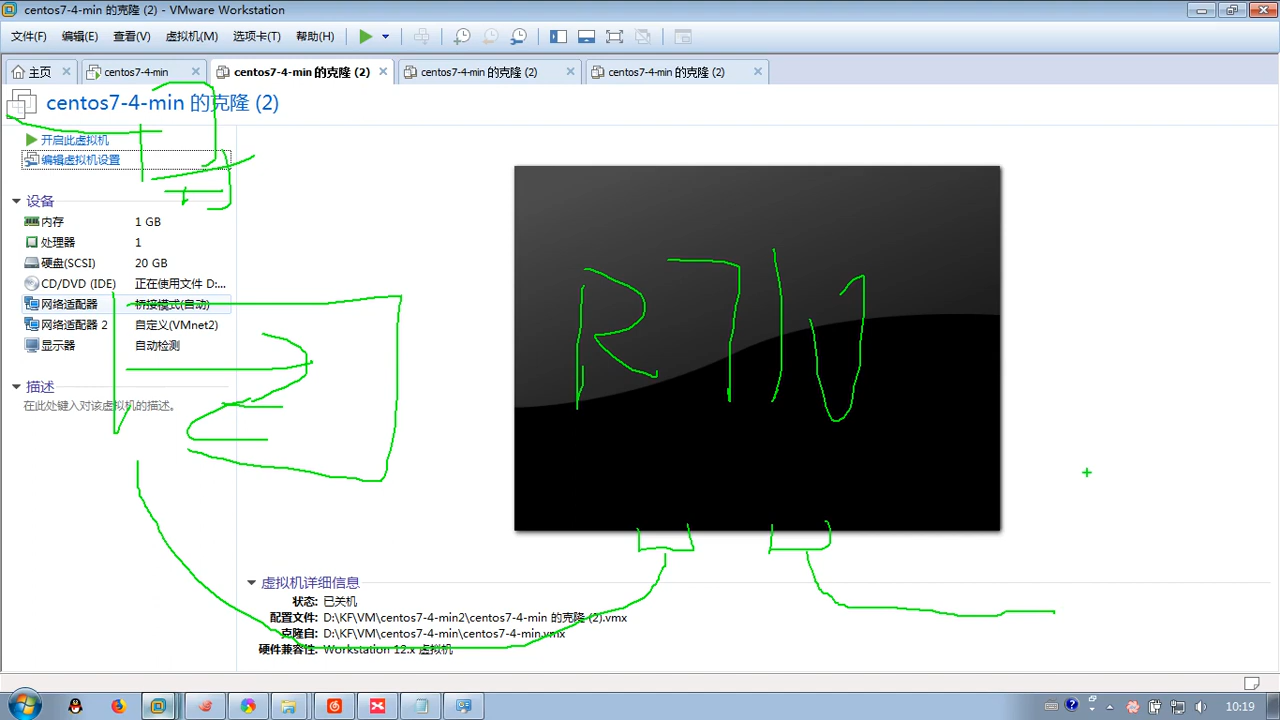 centos7-4-min 的克隆 (2) - VMware Workstation
文件(F) 编辑(E) 查看(V) 虚拟机(M) 选项卡(T) 帮助(H)
主页 centos7-4-min centos7-4-min 的克隆 (2) centos7-4-min 的克隆 (2) centos7-4-min 的克隆 (2)
centos7-4-min 的克隆 (2)
开启此虚拟机
编辑虚拟机设置
设备
内存 1 GB
处理器 1
硬盘(SCSI) 20 GB
CD/DVD (IDE) 正在使用文件 D:...
网络适配器 桥接模式(自动)
网络适配器 2 自定义(VMnet2)
显示器 自动检测
描述
在此处键入对该虚拟机的描述。
虚拟机详细信息
状态: 已关机
配置文件: D:\KF\VM\centos7-4-min2\centos7-4-min 的克隆 (2).vmx
克隆自: D:\KF\VM\centos7-4-min\centos7-4-min.vmx
硬件兼容性: Workstation 12.x 虚拟机
10:19